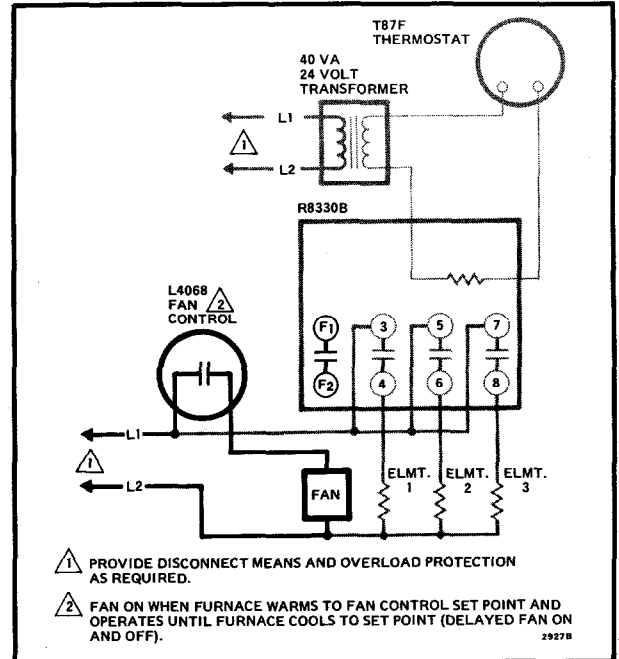 T87F
THERMOSTAT
40 VA
24 VOLT
TRANSFORMER
L1
1
L2
R8330B
L4068
FAN 2
CONTROL
F1 3 5 7
F2 4 6 8
L1
1
L2
FAN
ELMT.
1
ELMT.
2
ELMT.
3
1 PROVIDE DISCONNECT MEANS AND OVERLOAD PROTECTION
AS REQUIRED.
2 FAN ON WHEN FURNACE WARMS TO FAN CONTROL SET POINT AND
OPERATES UNTIL FURNACE COOLS TO SET POINT (DELAYED FAN ON
AND OFF).
2927B